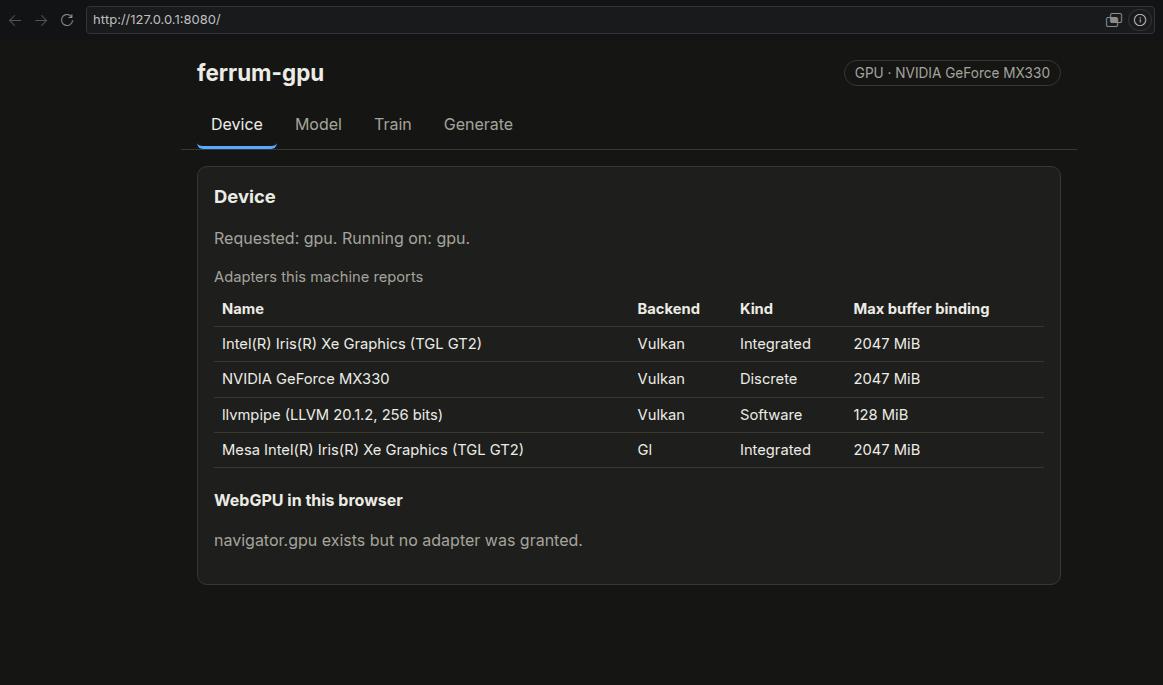 http://127.0.0.1:8080/
ferrum-gpu
GPU · NVIDIA GeForce MX330
Device Model Train Generate
Device
Requested: gpu. Running on: gpu.
Adapters this machine reports
Name Backend Kind Max buffer binding
Intel(R) Iris(R) Xe Graphics (TGL GT2) Vulkan Integrated 2047 MiB
NVIDIA GeForce MX330 Vulkan Discrete 2047 MiB
llvmpipe (LLVM 20.1.2, 256 bits) Vulkan Software 128 MiB
Mesa Intel(R) Iris(R) Xe Graphics (TGL GT2) Gl Integrated 2047 MiB
WebGPU in this browser
navigator.gpu exists but no adapter was granted.